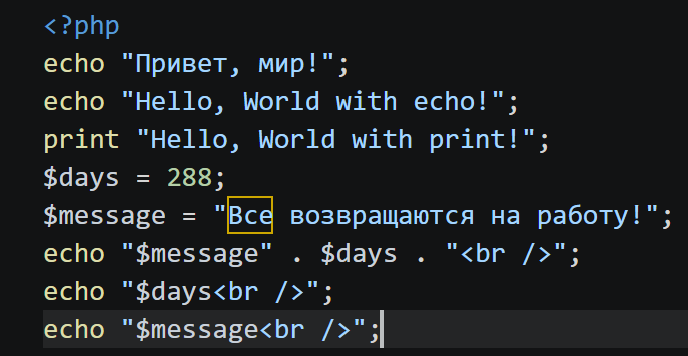 <?php
echo "Привет, мир!";
echo "Hello, World with echo!";
print "Hello, World with print!";
$days = 288;
$message = "Все возвращаются на работу!";
echo "$message" . $days . "<br />";
echo "$days<br />";
echo "$message<br />";